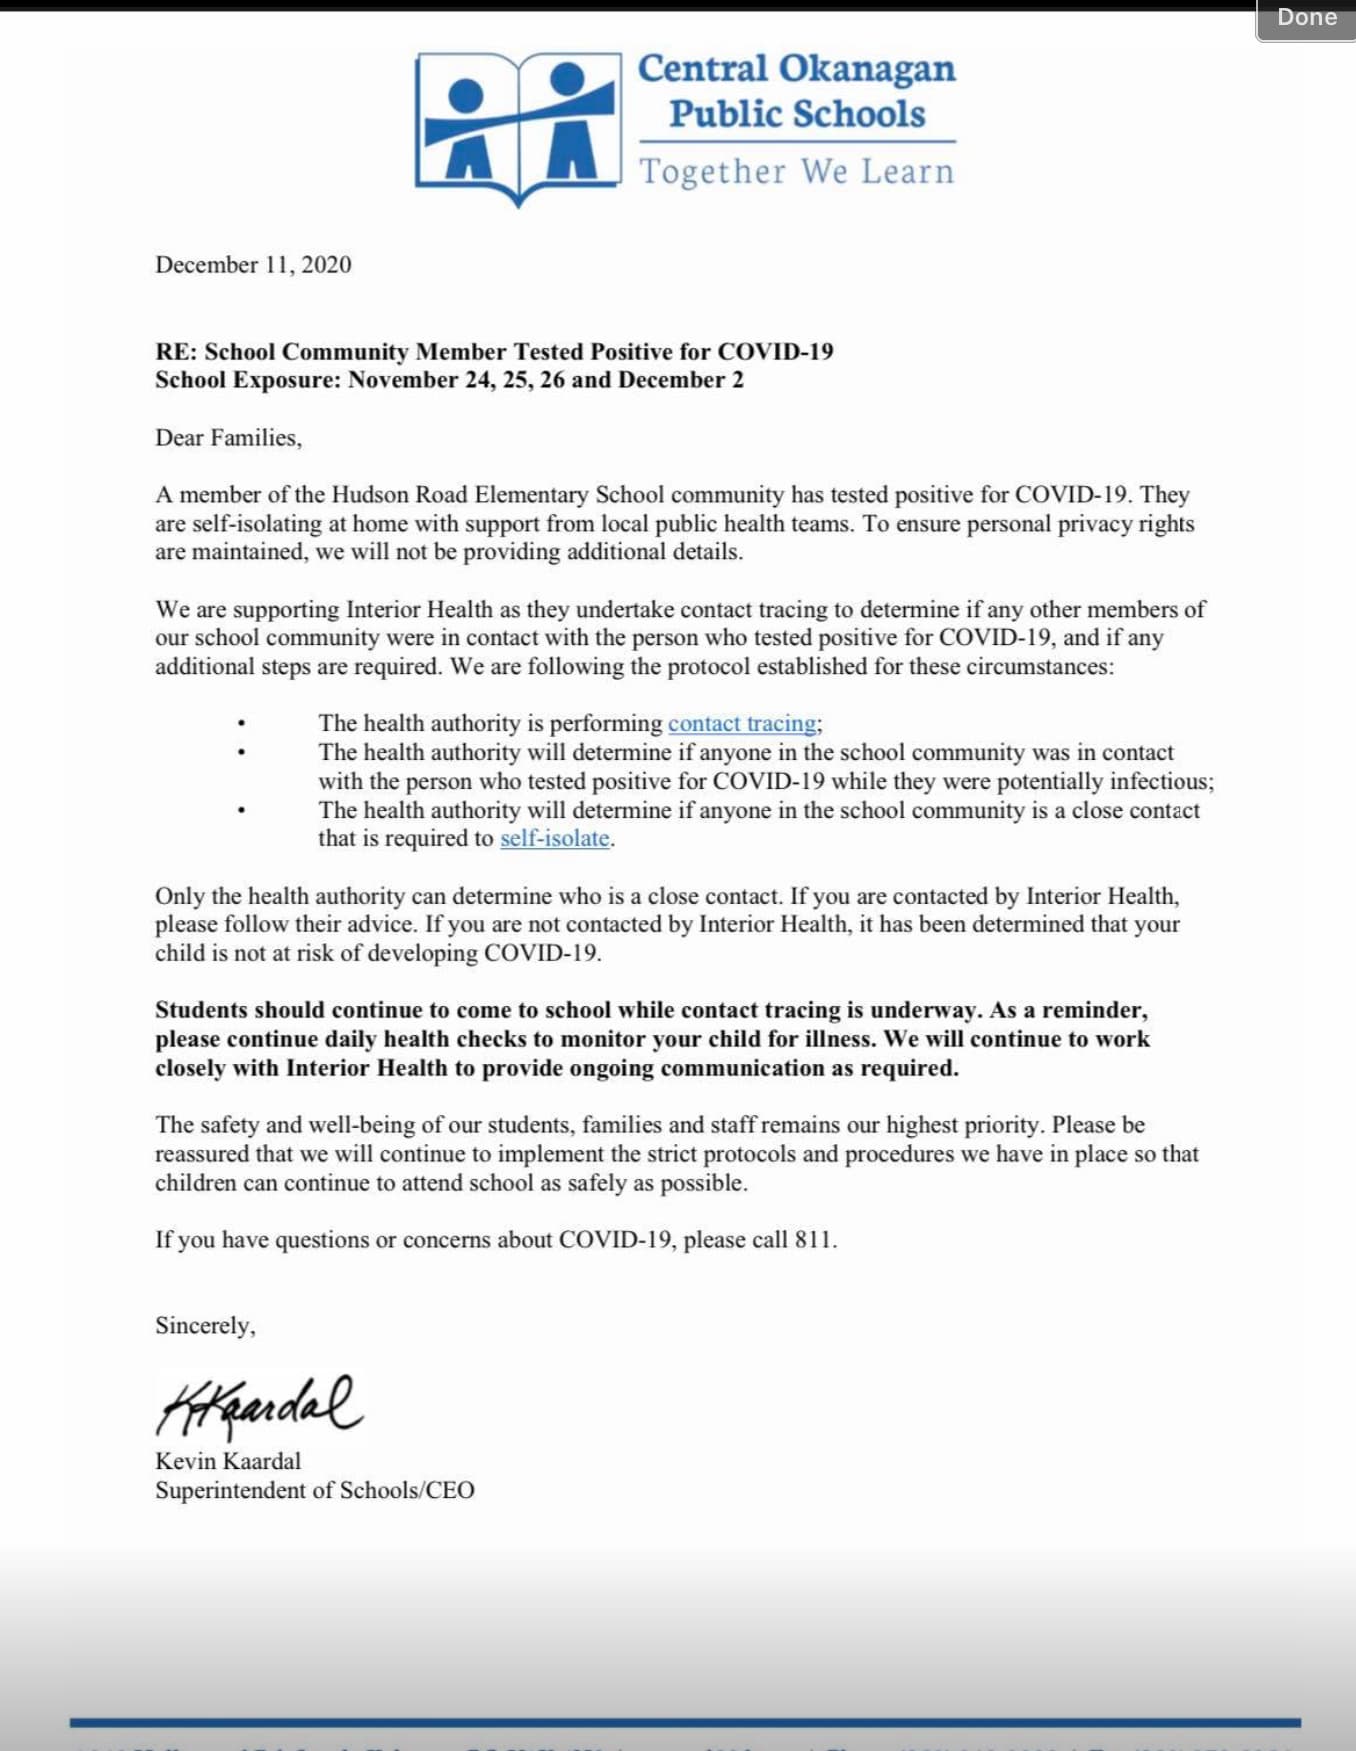 Done
Central Okanagan
Public Schools
Together We Learn
December 11, 2020
RE: School Community Member Tested Positive for COVID-19
School Exposure: November 24, 25, 26 and December 2
Dear Families,
A member of the Hudson Road Elementary School community has tested positive for COVID-19. They
are self-isolating at home with support from local public health teams. To ensure personal privacy rights
are maintained, we will not be providing additional details.
We are supporting Interior Health as they undertake contact tracing to determine if any other members of
our school community were in contact with the person who tested positive for COVID-19, and if any
additional steps are required. We are following the protocol established for these circumstances:
• The health authority is performing contact tracing;
• The health authority will determine if anyone in the school community was in contact
with the person who tested positive for COVID-19 while they were potentially infectious;
• The health authority will determine if anyone in the school community is a close contact
that is required to self-isolate.
Only the health authority can determine who is a close contact. If you are contacted by Interior Health,
please follow their advice. If you are not contacted by Interior Health, it has been determined that your
child is not at risk of developing COVID-19.
Students should continue to come to school while contact tracing is underway. As a reminder,
please continue daily health checks to monitor your child for illness. We will continue to work
closely with Interior Health to provide ongoing communication as required.
The safety and well-being of our students, families and staff remains our highest priority. Please be
reassured that we will continue to implement the strict protocols and procedures we have in place so that
children can continue to attend school as safely as possible.
If you have questions or concerns about COVID-19, please call 811.
Sincerely,
KKaardal
Kevin Kaardal
Superintendent of Schools/CEO